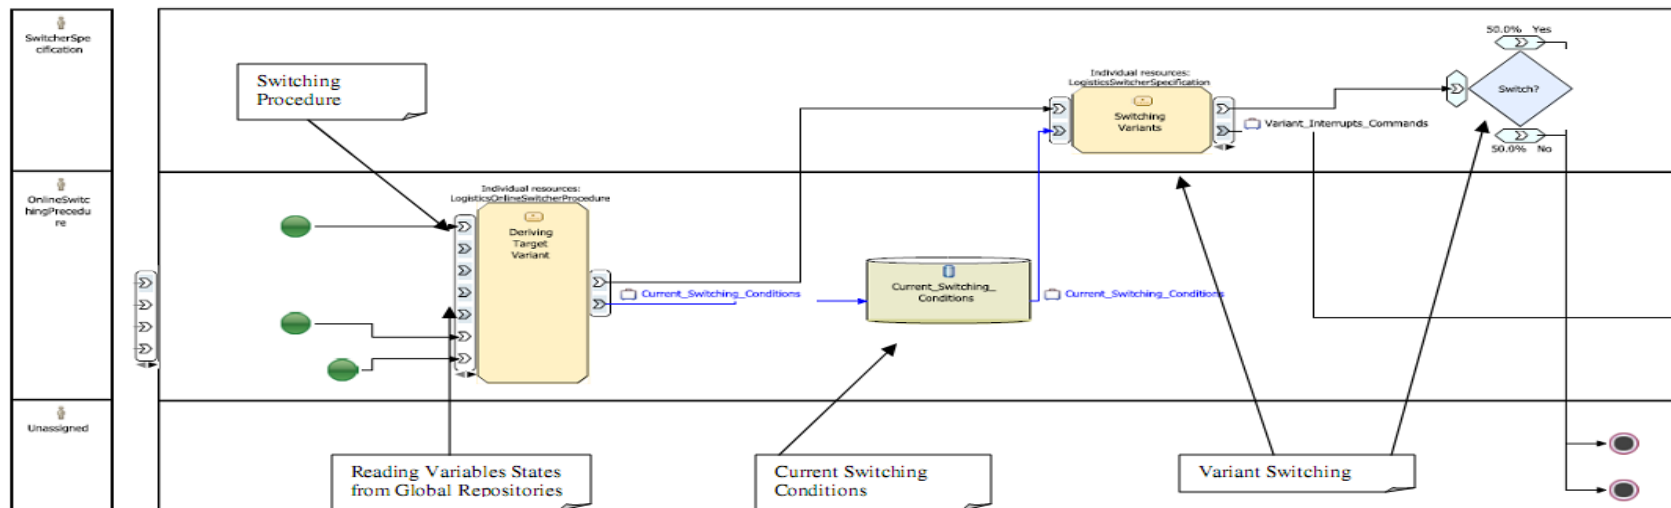 SwitcherSpe
cification
Switching
Procedure
Individual resources:
LogisticsSwitcherSpecification
Switching
Variants
Variant_Interrupts_Commands
50.0% Yes
Switch?
50.0% No
OnlineSwitc
hingPrecedu
re
Individual resources:
LogisticsOnlineSwitcherProcedure
Deriving
Target
Variant
Current_Switching_Conditions
Current_Switching_
Conditions
Current_Switching_Conditions
Unassigned
Reading Variables States
from Global Repositories
Current Switching
Conditions
Variant Switching